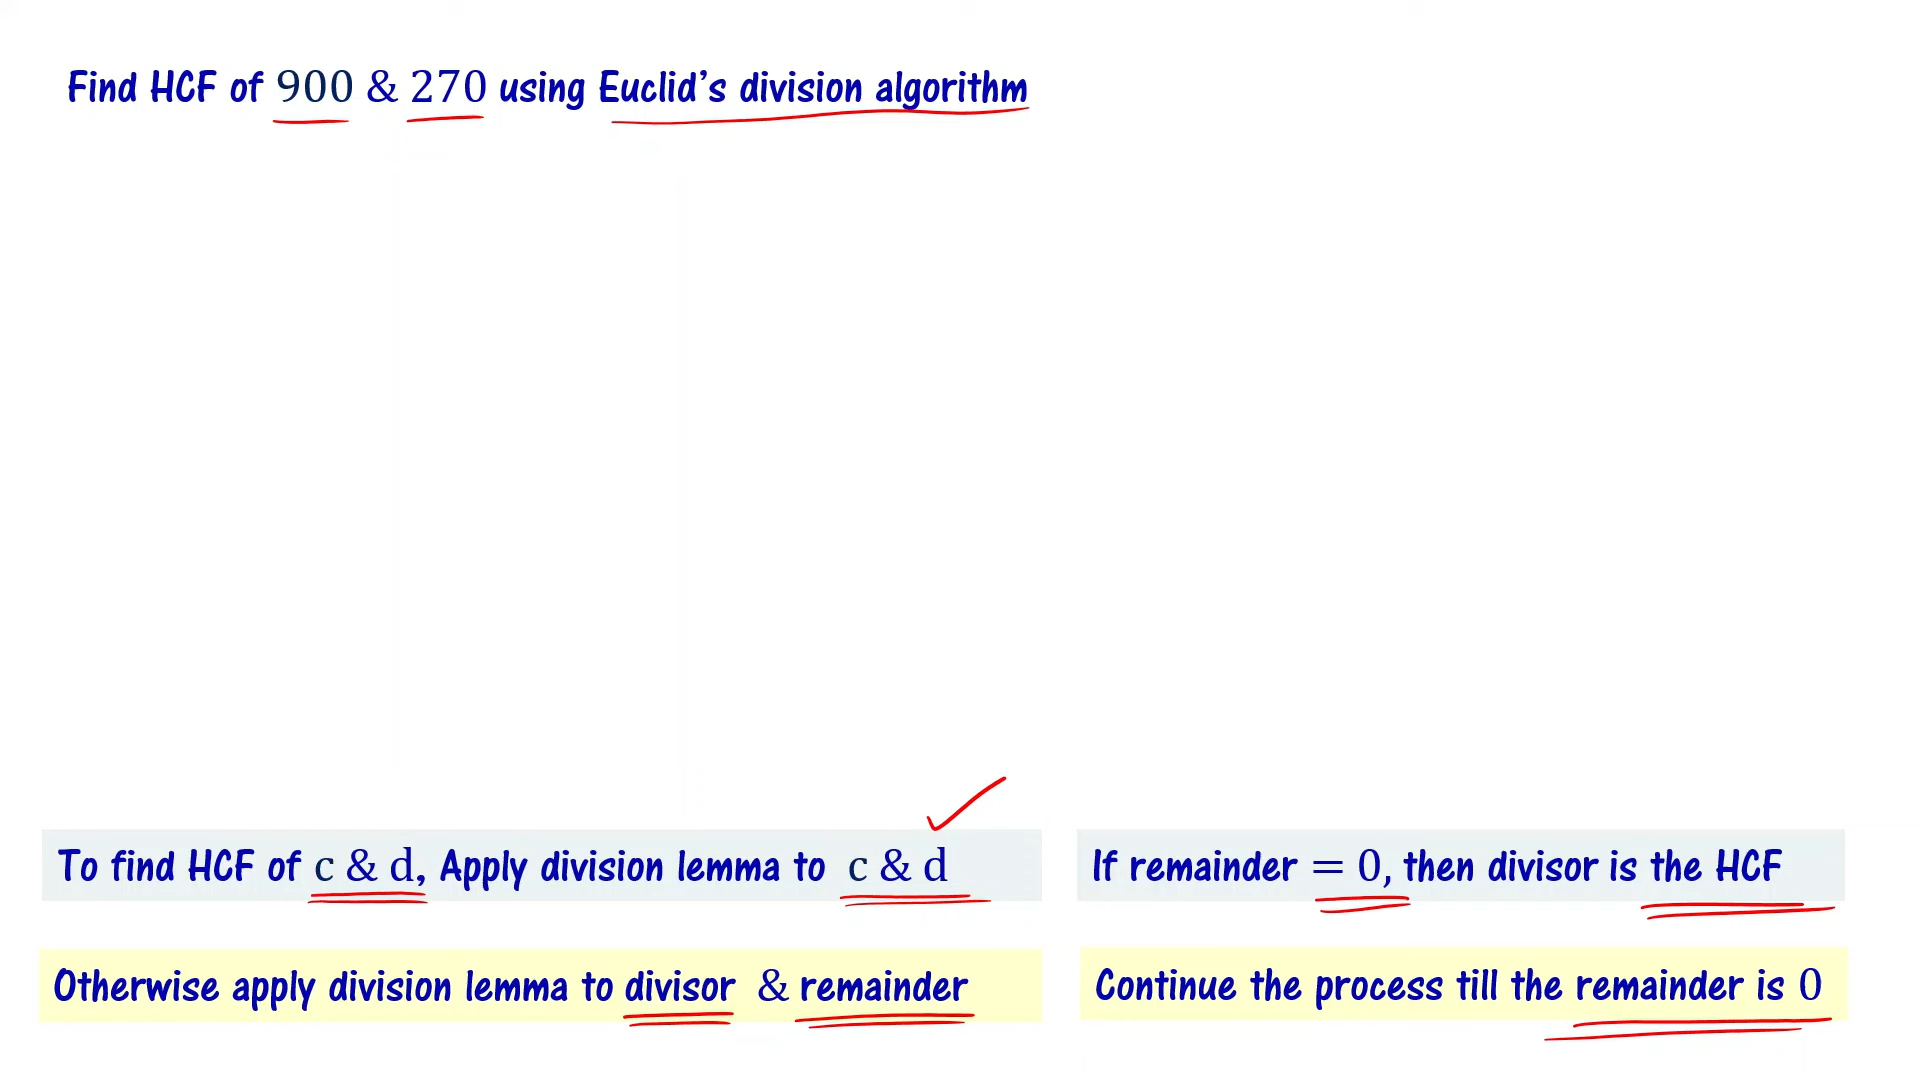 Find HCF of 900 & 270 using Euclid's division algorithm
To find HCF of c & d, Apply division lemma to c & d
If remainder = 0, then divisor is the HCF
Otherwise apply division lemma to divisor & remainder
Continue the process till the remainder is 0